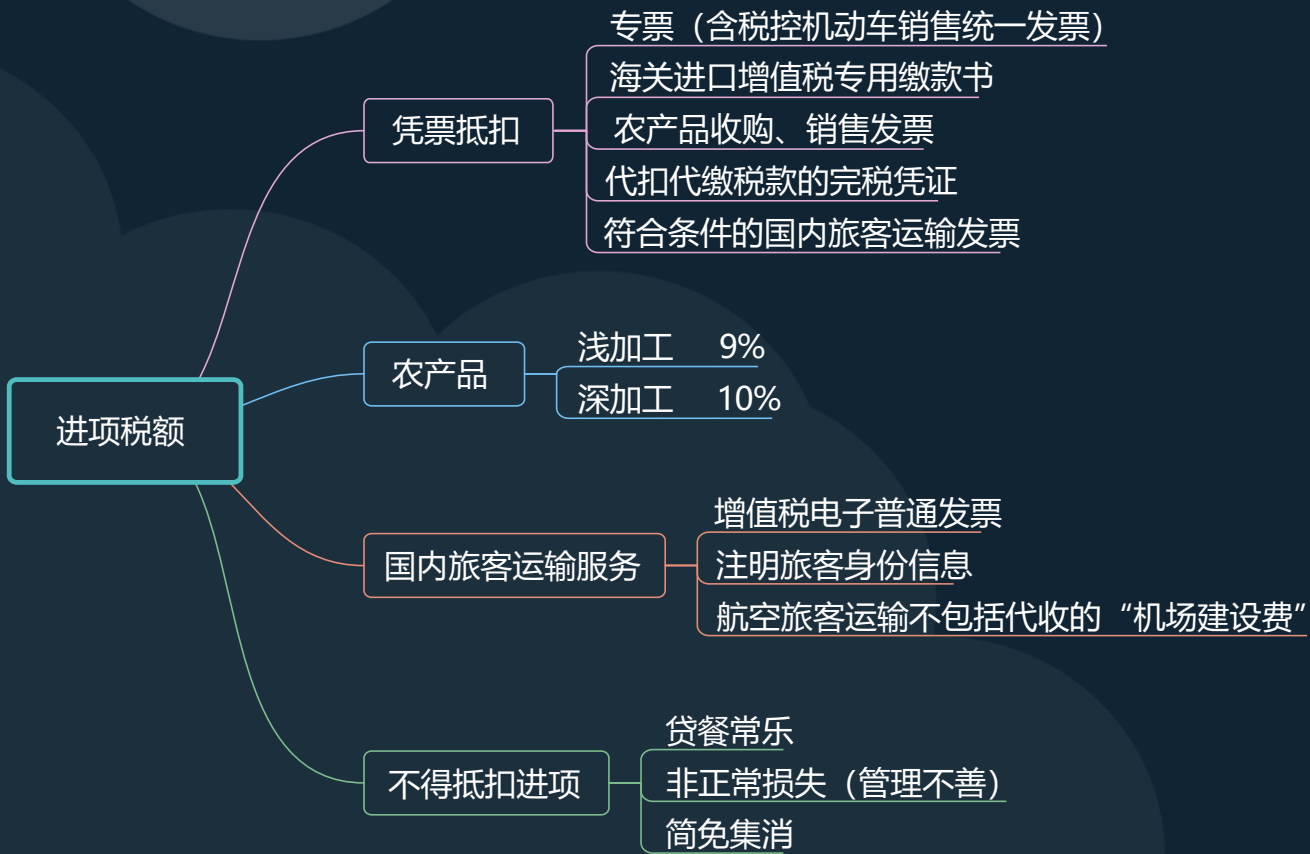 进项税额
凭票抵扣
专票（含税控机动车销售统一发票）
海关进口增值税专用缴款书
农产品收购、销售发票
代扣代缴税款的完税凭证
符合条件的国内旅客运输发票
农产品
浅加工 9%
深加工 10%
国内旅客运输服务
增值税电子普通发票
注明旅客身份信息
航空旅客运输不包括代收的“机场建设费”
不得抵扣进项
贷餐常乐
非正常损失（管理不善）
简免集消